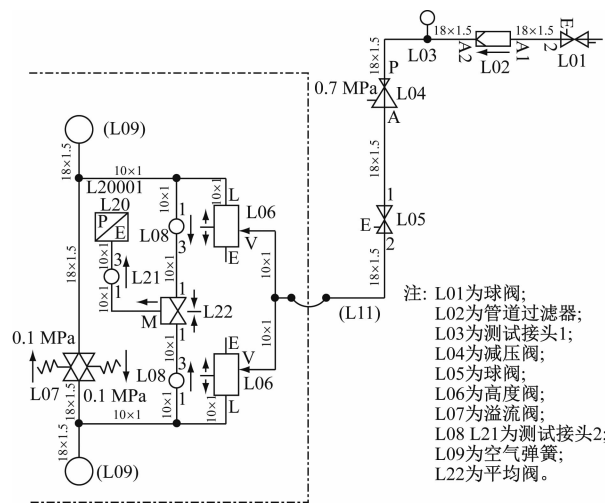 L03
18×1.5
A2
L02
A1
18×1.5
2
E
L01
18×1.5
P
0.7 MPa
L04
A
18×1.5
1
E
L05
2
18×1.5
(L11)
(L09)
18×1.5
10×1
L20001
L20
P
E
10×1
3
L21
1
18×1.5
10×1
1
L08
3
10×1
1
M
L22
1
10×1
3
L08
1
10×1
10×1
L
L06
V
E
10×1
10×1
E
V
L06
L
10×1
0.1 MPa
L07
0.1 MPa
18×1.5
10×1
18×1.5
(L09)
注: L01为球阀;
L02为管道过滤器;
L03为测试接头1;
L04为减压阀;
L05为球阀;
L06为高度阀;
L07为溢流阀;
L08 L21为测试接头2;
L09为空气弹簧;
L22为平均阀。